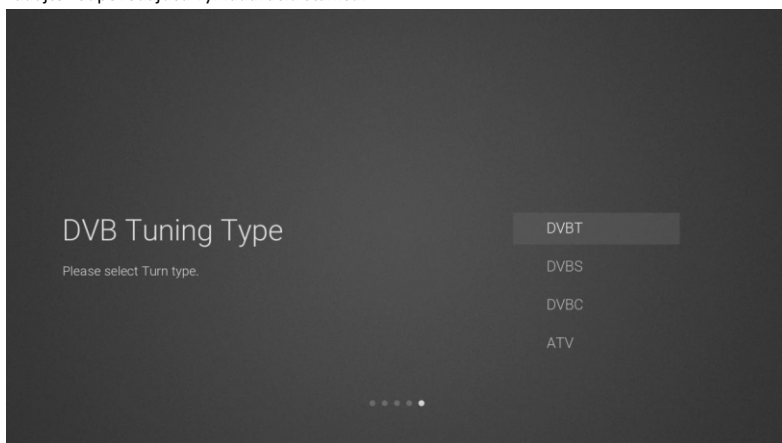 DVB Tuning Type
Please select Turn type.
DVBT
DVBS
DVBC
ATV